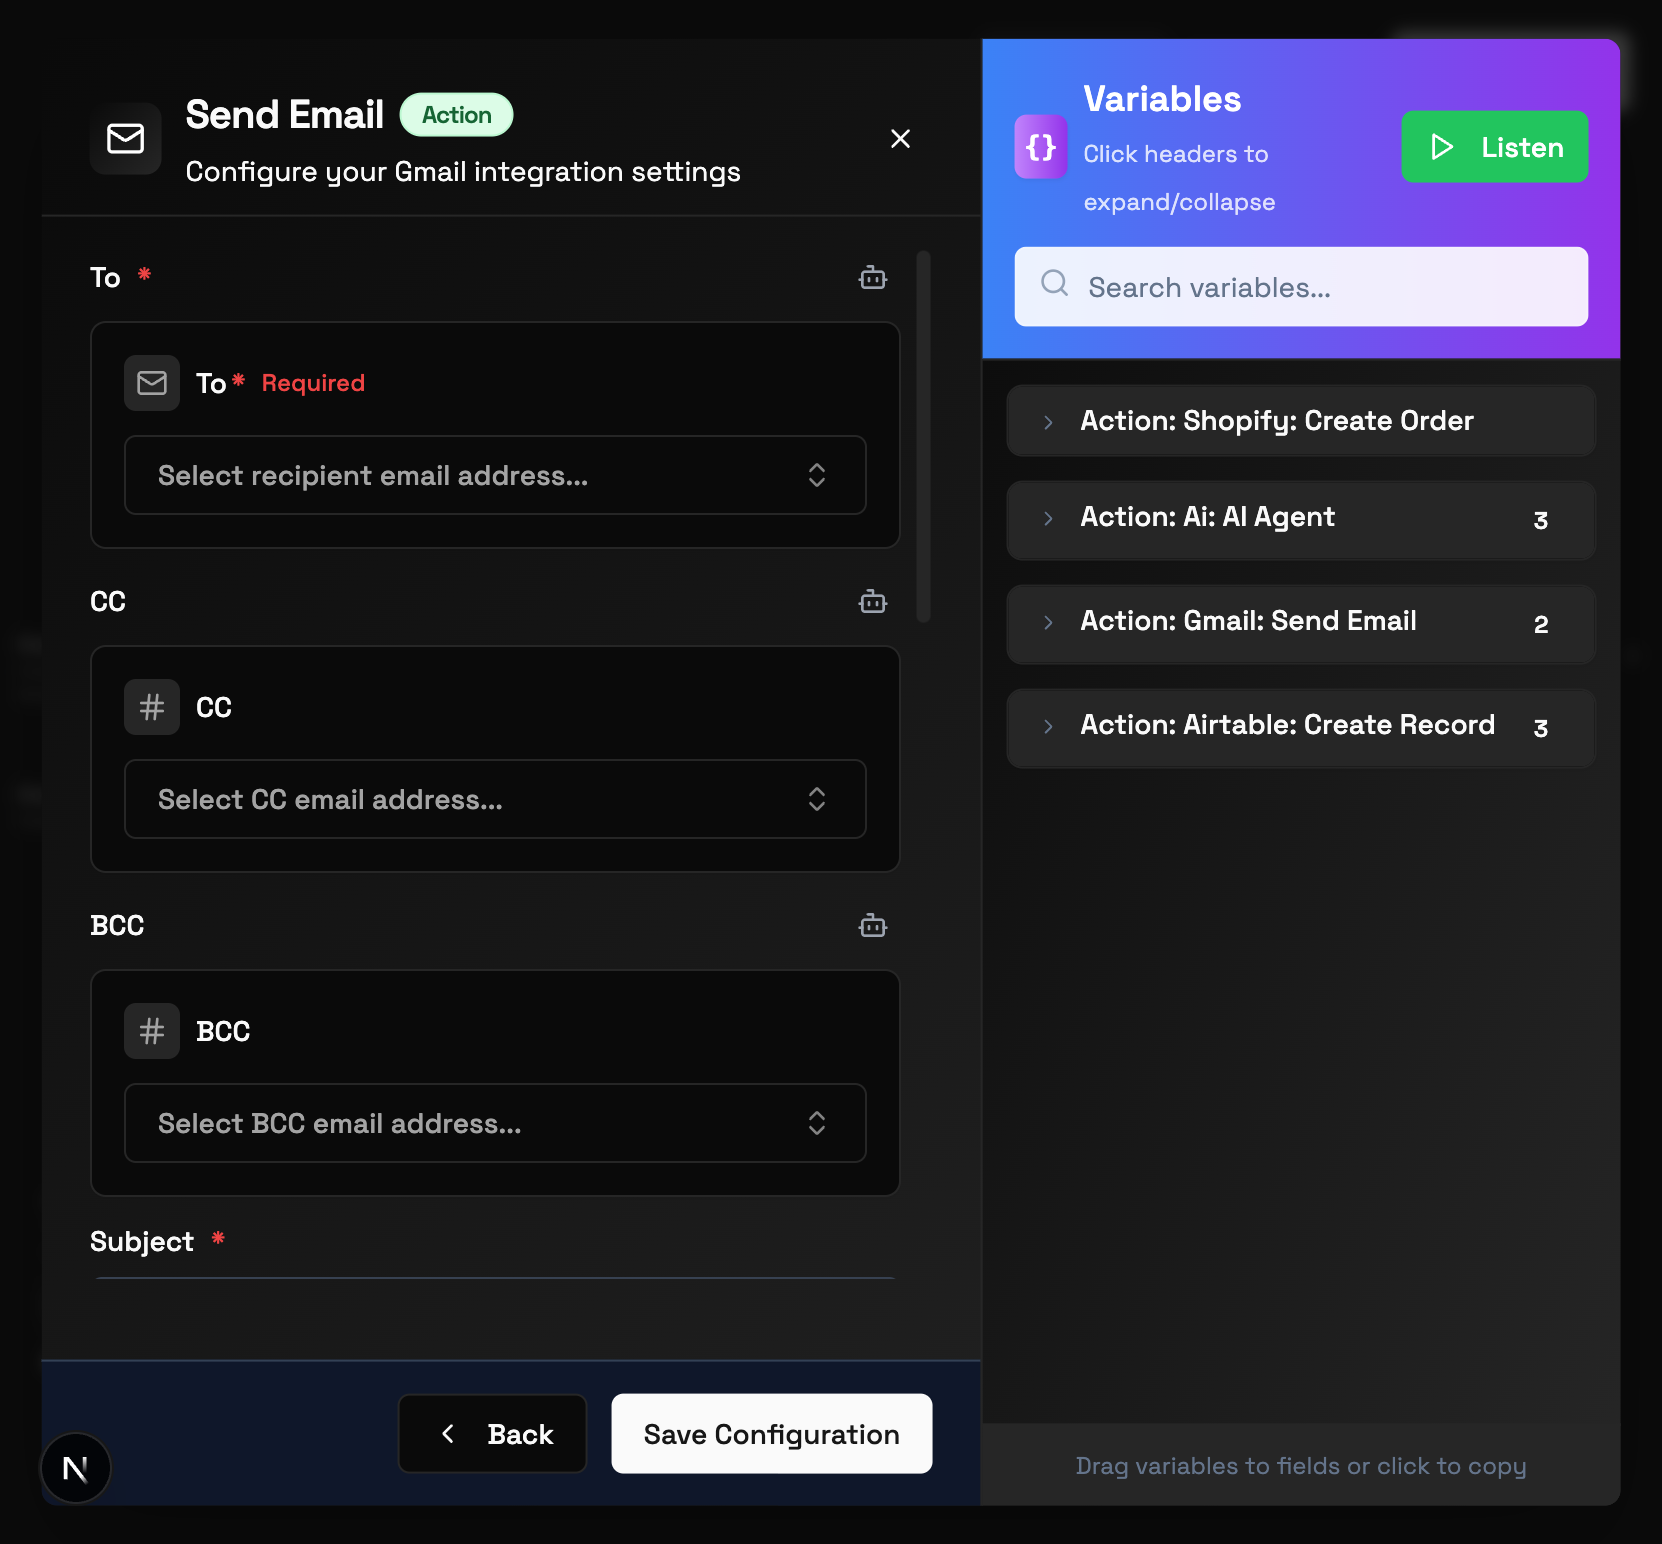 Send Email
Action
Configure your Gmail integration settings
To *
To* Required
Select recipient email address...
CC
CC
Select CC email address...
BCC
BCC
Select BCC email address...
Subject *
Back
Save Configuration
N
{}
Variables
Click headers to
expand/collapse
Listen
Search variables...
Action: Shopify: Create Order
Action: Ai: AI Agent 3
Action: Gmail: Send Email 2
Action: Airtable: Create Record 3
Drag variables to fields or click to copy